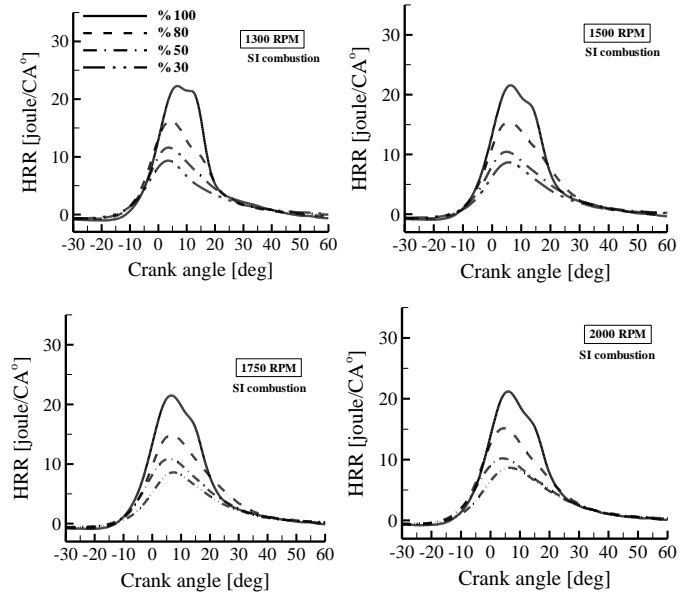 % 100
% 80
% 50
% 30
1300 RPM
SI combustion
HRR [joule/CAº]
30
20
10
0
-30 -20 -10 0 10 20 30 40 50 60
Crank angle [deg]
1500 RPM
SI combustion
HRR [joule/CAº]
30
20
10
0
-30 -20 -10 0 10 20 30 40 50 60
Crank angle [deg]
1750 RPM
SI combustion
HRR [joule/CAº]
30
20
10
0
-30 -20 -10 0 10 20 30 40 50 60
Crank angle [deg]
2000 RPM
SI combustion
HRR [joule/CAº]
30
20
10
0
-30 -20 -10 0 10 20 30 40 50 60
Crank angle [deg]